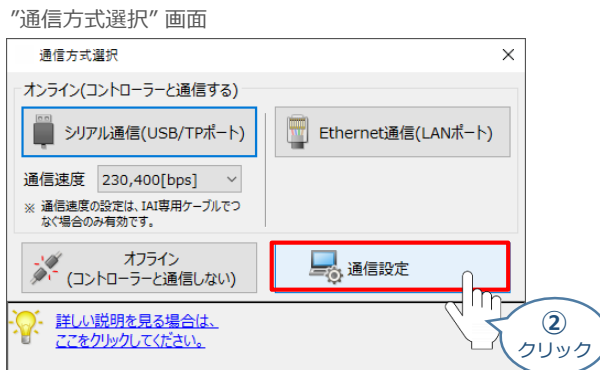 ”通信方式選択” 画面
通信方式選択
オンライン(コントローラーと通信する)
シリアル通信(USB/TPポート)
Ethernet通信(LANポート)
通信速度 230,400[bps]
※ 通信速度の設定は、IAI専用ケーブルでつ
なぐ場合のみ有効です。
オフライン
(コントローラーと通信しない)
通信設定
詳しい説明を見る場合は、
ここをクリックしてください。
②
クリック